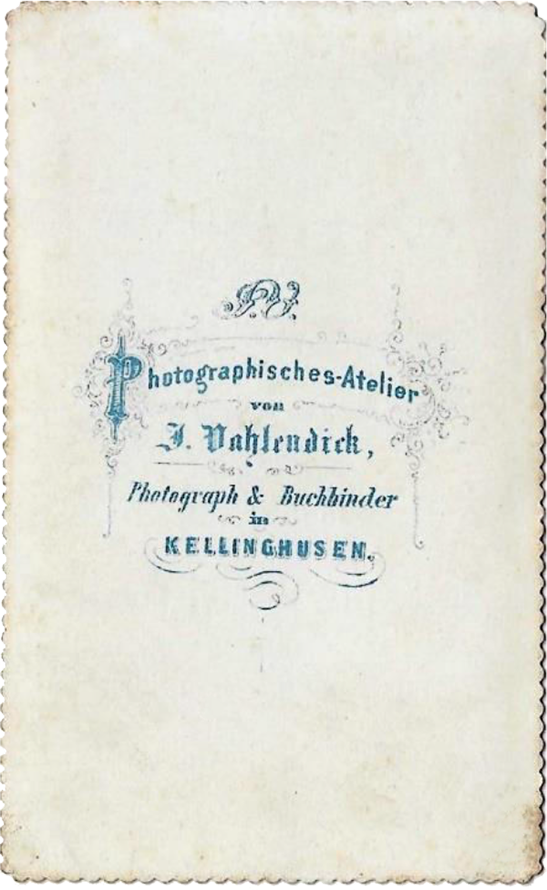 J. V.
Photographisches-Atelier
von
J. Vahlendick,
Photograph & Buchbinder
in
KELLINGHUSEN.